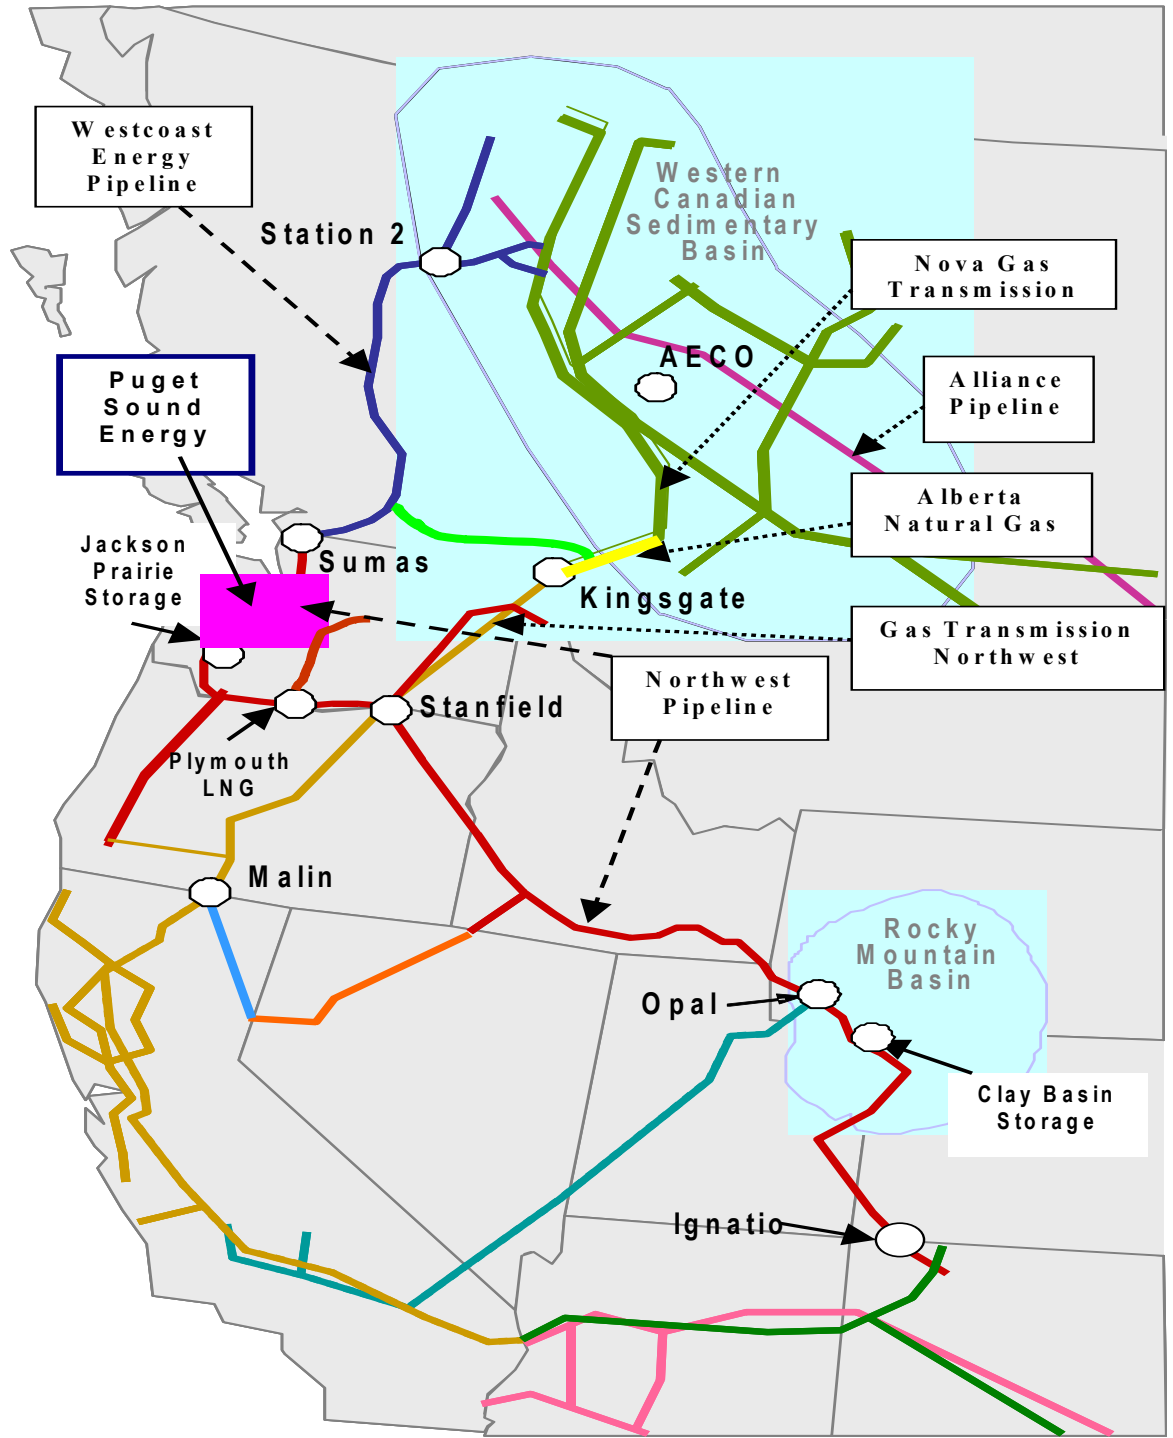 Westcoast
Energy
Pipeline
Station 2
Western
Canadian
Sedimentary
Basin
Nova Gas
Transmission
Puget
Sound
Energy
AECO
Alliance
Pipeline
Alberta
Natural Gas
Jackson
Prairie
Storage
Sumas
Kingsgate
Gas Transmission
Northwest
Northwest
Pipeline
Stanfield
Plymouth
LNG
Malin
Rocky
Mountain
Basin
Opal
Clay Basin
Storage
Ignatio